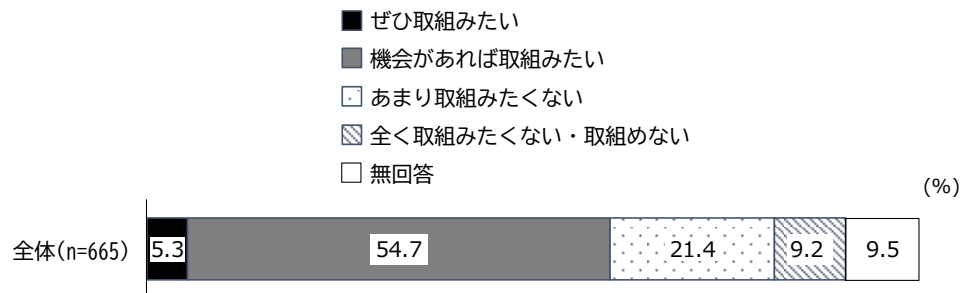 ぜひ取組みたい
機会があれば取組みたい
あまり取組みたくない
全く取組みたくない・取組めない
無回答
(%)
全体(n=665) 5.3 54.7 21.4 9.2 9.5